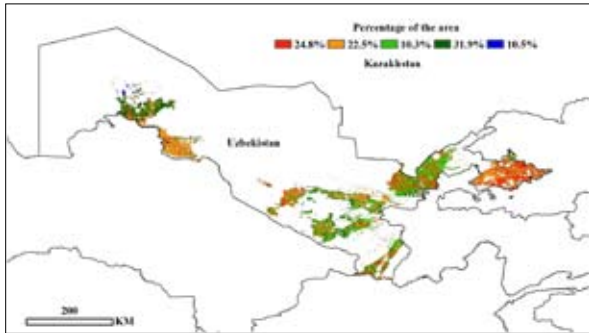 Percentage of the area
24.8% 22.5% 10.3% 31.9% 10.5%
Kazakhstan
Uzbekistan
200
KM